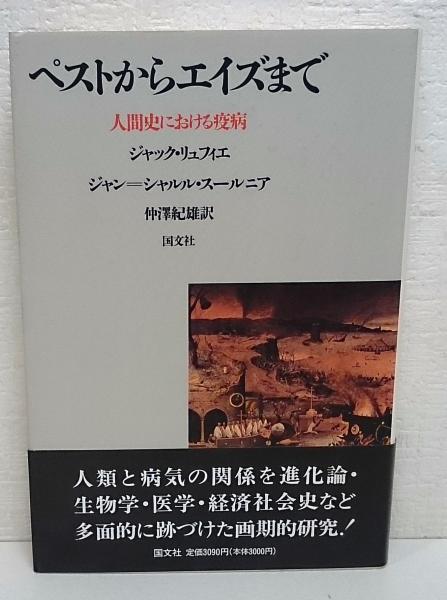 ペストからエイズまで
人間史における疫病
ジャック・リュフィエ
ジャン=シャルル・スールニア
仲澤紀雄訳
国文社
人類と病気の関係を進化論・
生物学・医学・経済社会史など
多面的に跡づけた画期的研究!
国文社 定価3090円(本体3000円)